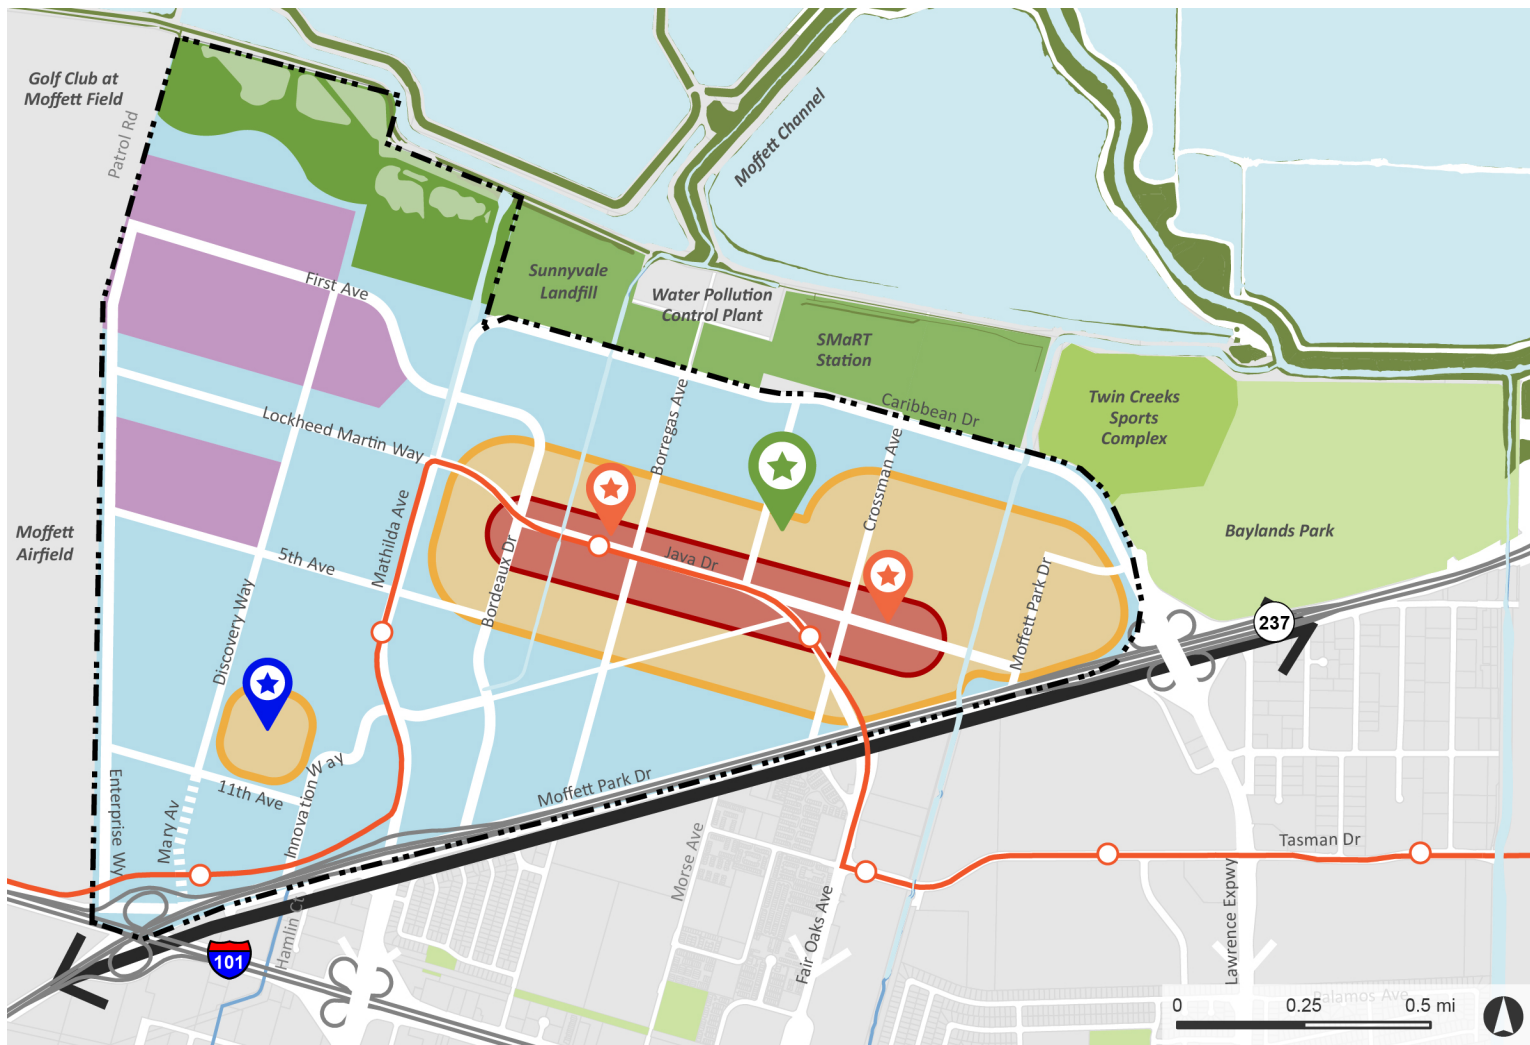 Golf Club at
Moffett Field
Patrol Rd
Moffett Channel
First Ave
Sunnyvale
Landfill
Water Pollution
Control Plant
SMaRT
Station
Twin Creeks
Sports
Complex
Caribbean Dr
Lockheed Martin Way
Borregas Ave
Crossman Ave
Baylands Park
Moffett
Airfield
Mathilda Ave
5th Ave
Java Dr
Bordeaux Dr
Moffett Park Dr
Discovery Way
237
11th Ave
Innovation Way
Moffett Park Dr
Enterprise Wy
Mary Av
Morse Ave
Tasman Dr
Hamlin Ct
Fair Oaks Ave
Lawrence Expwy
101
Palamos Ave
0 0.25 0.5 mi